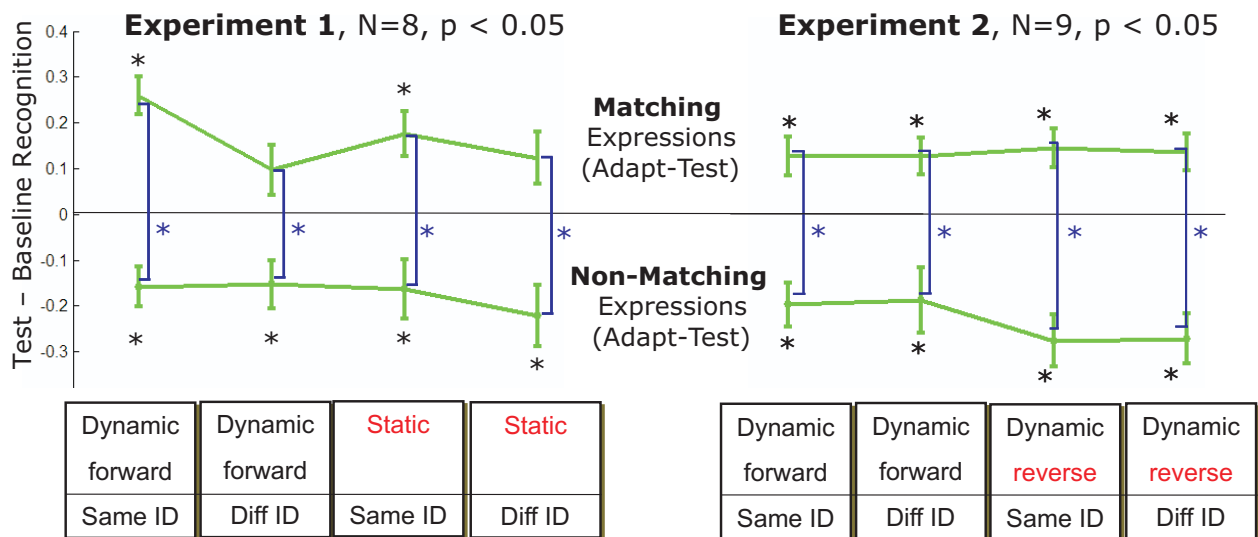 Experiment 1, N=8, p < 0.05
Experiment 2, N=9, p < 0.05
Test – Baseline Recognition
0.4
0.3
0.2
0.1
0
-0.1
-0.2
-0.3
*
*
*
*
*
*
*
*
*
*
Matching
Expressions
(Adapt-Test)
Non-Matching
Expressions
(Adapt-Test)
*
*
*
*
*
*
*
*
*
*
*
*
Dynamic
forward
Same ID
Dynamic
forward
Diff ID
Static
Same ID
Static
Diff ID
Dynamic
forward
Same ID
Dynamic
forward
Diff ID
Dynamic
reverse
Same ID
Dynamic
reverse
Diff ID